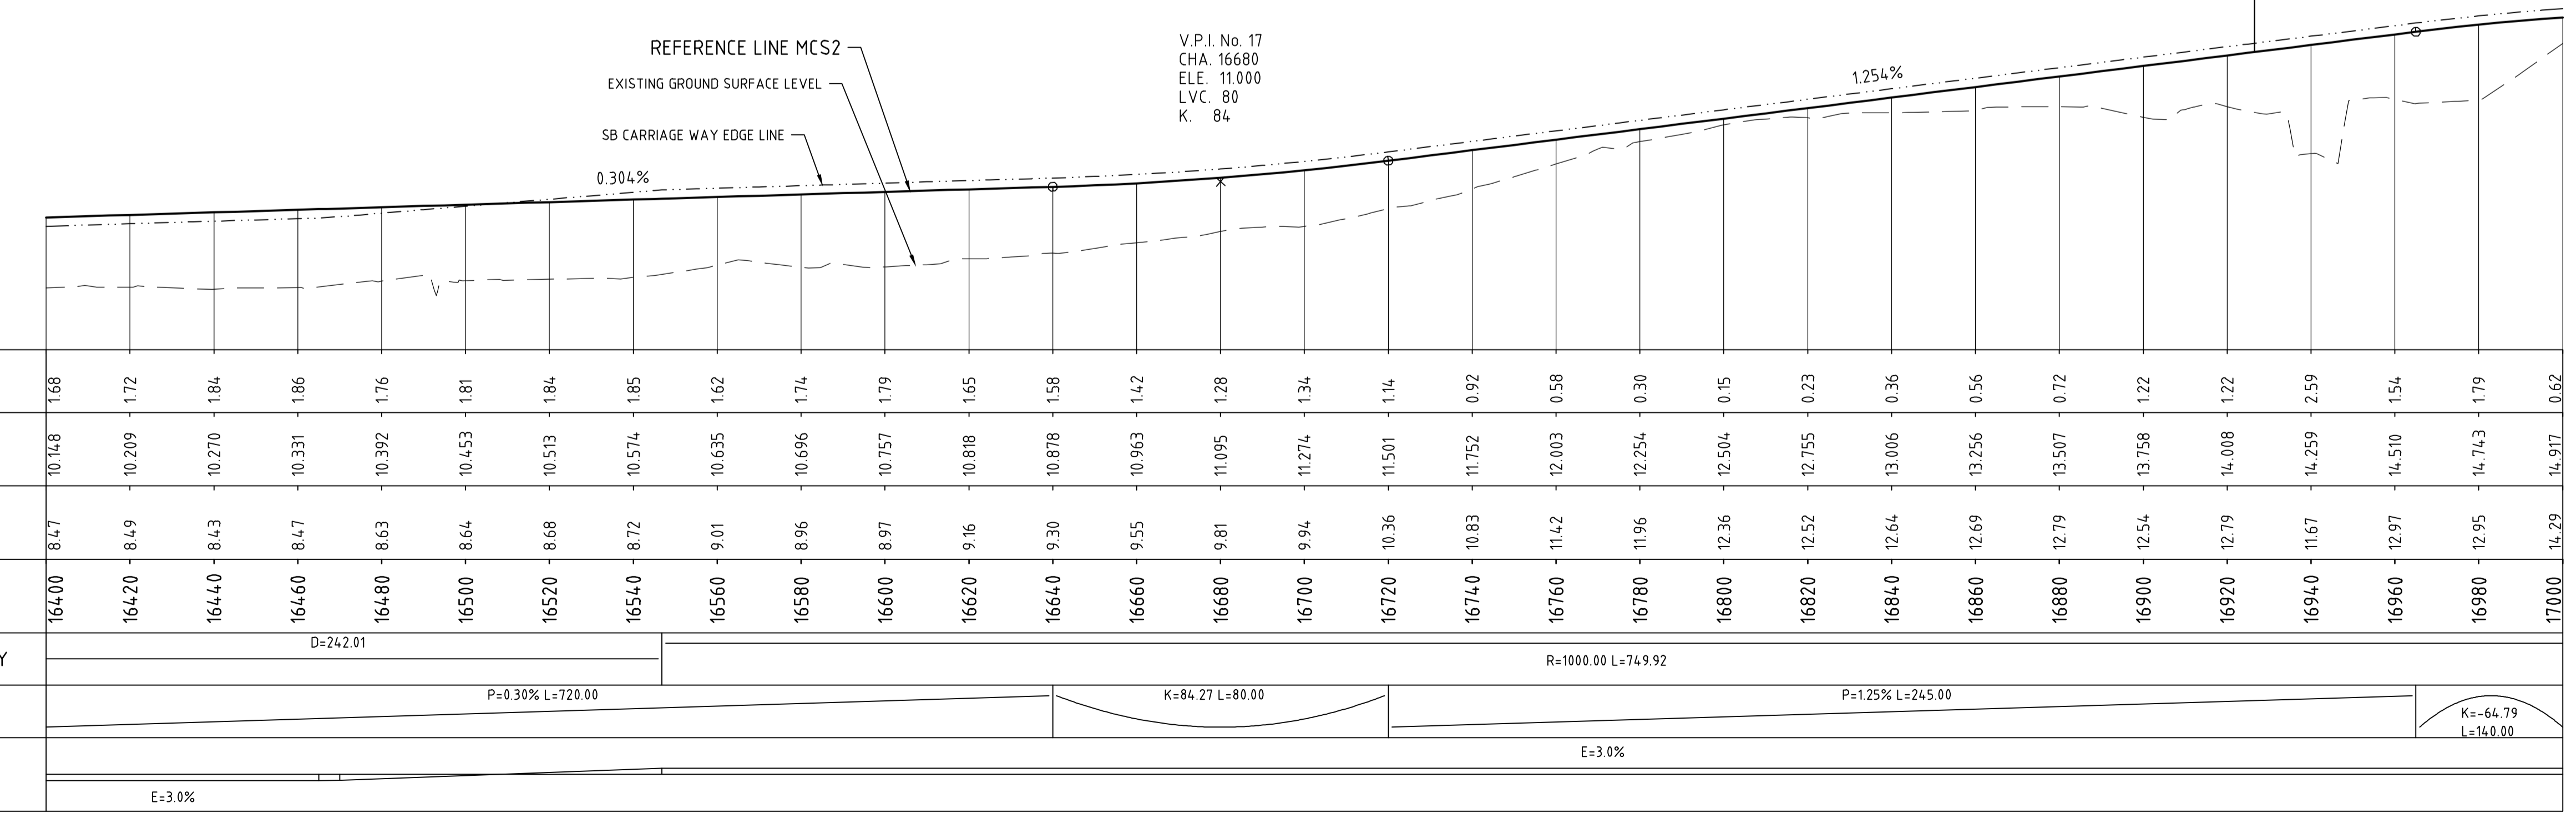 REFERENCE LINE MCS2
EXISTING GROUND SURFACE LEVEL
SB CARRIAGE WAY EDGE LINE
0.304%
V.P.I. No. 17
CHA. 16680
ELE. 11.000
LVC. 80
K. 84
1.254%
1.68 1.72 1.84 1.86 1.76 1.81 1.84 1.85 1.62 1.74 1.79 1.65 1.58 1.42 1.28 1.34 1.14 0.92 0.58 0.30 0.15 0.23 0.36 0.56 0.72 1.22 1.22 2.59 1.54 1.79 0.62
10.148 10.209 10.270 10.331 10.392 10.453 10.513 10.574 10.635 10.696 10.757 10.818 10.878 10.963 11.095 11.274 11.501 11.752 12.003 12.254 12.504 12.755 13.006 13.256 13.507 13.758 14.008 14.259 14.510 14.743 14.917
8.47 8.49 8.43 8.47 8.63 8.64 8.68 8.72 9.01 8.96 8.97 9.16 9.30 9.55 9.81 9.94 10.36 10.83 11.42 11.96 12.36 12.52 12.64 12.69 12.79 12.54 12.79 11.67 12.97 12.95 14.29
16400 16420 16440 16460 16480 16500 16520 16540 16560 16580 16600 16620 16640 16660 16680 16700 16720 16740 16760 16780 16800 16820 16840 16860 16880 16900 16920 16940 16960 16980 17000
Y
D=242.01
R=1000.00 L=749.92
P=0.30% L=720.00
K=84.27 L=80.00
P=1.25% L=245.00
K=-64.79
L=140.00
E=3.0%
E=3.0%